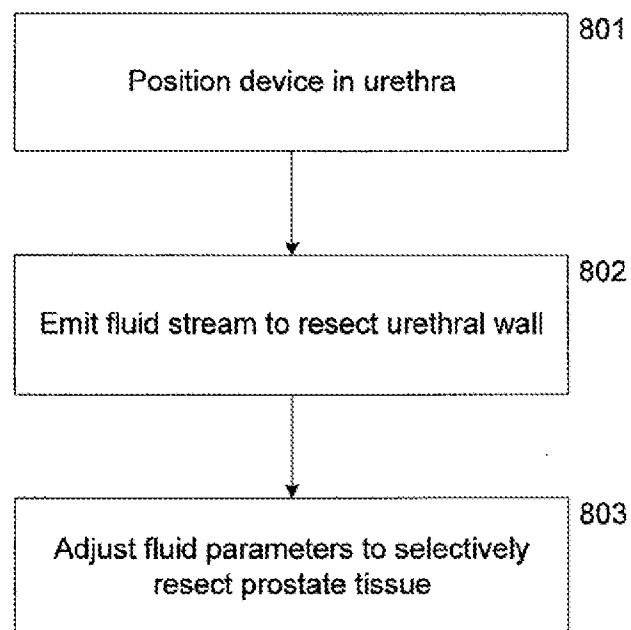 801
Position device in urethra
802
Emit fluid stream to resect urethral wall
803
Adjust fluid parameters to selectively
resect prostate tissue